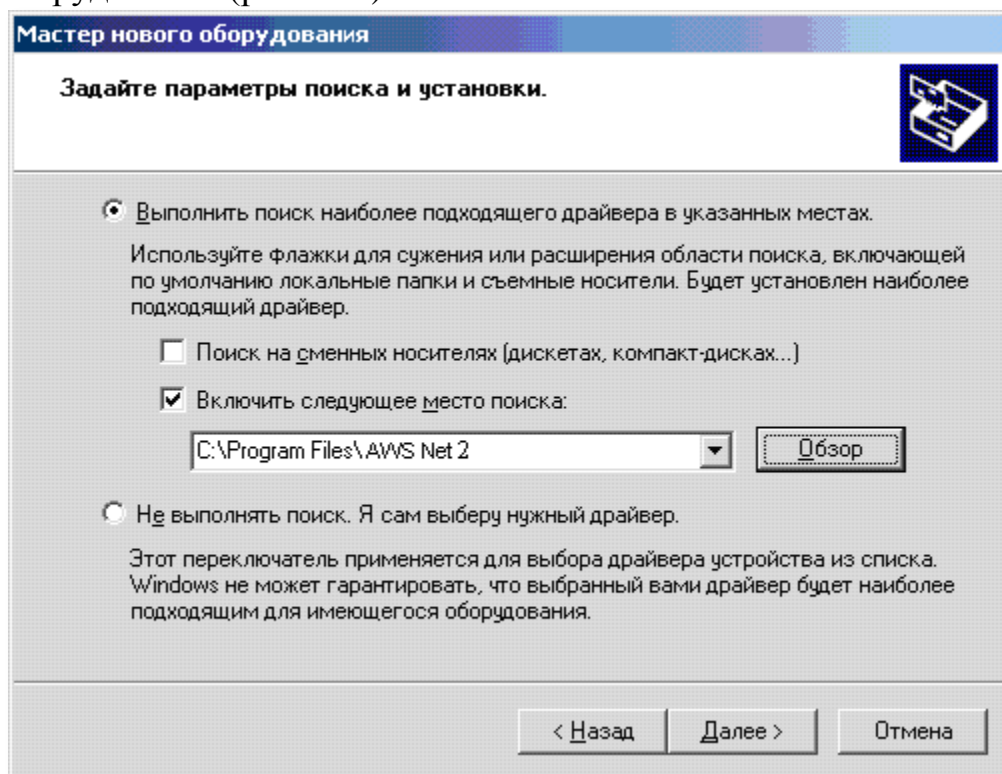 Мастер нового оборудования
Задайте параметры поиска и установки.
Выполнить поиск наиболее подходящего драйвера в указанных местах.
Используйте флажки для сужения или расширения области поиска, включающей
по умолчанию локальные папки и съемные носители. Будет установлен наиболее
подходящий драйвер.
Поиск на сменных носителях (дискетах, компакт-дисках...)
Включить следующее место поиска:
C:\Program Files\AWS Net 2
Обзор
Не выполнять поиск. Я сам выберу нужный драйвер.
Этот переключатель применяется для выбора драйвера устройства из списка.
Windows не может гарантировать, что выбранный вами драйвер будет наиболее
подходящим для имеющегося оборудования.
< Назад
Далее >
Отмена